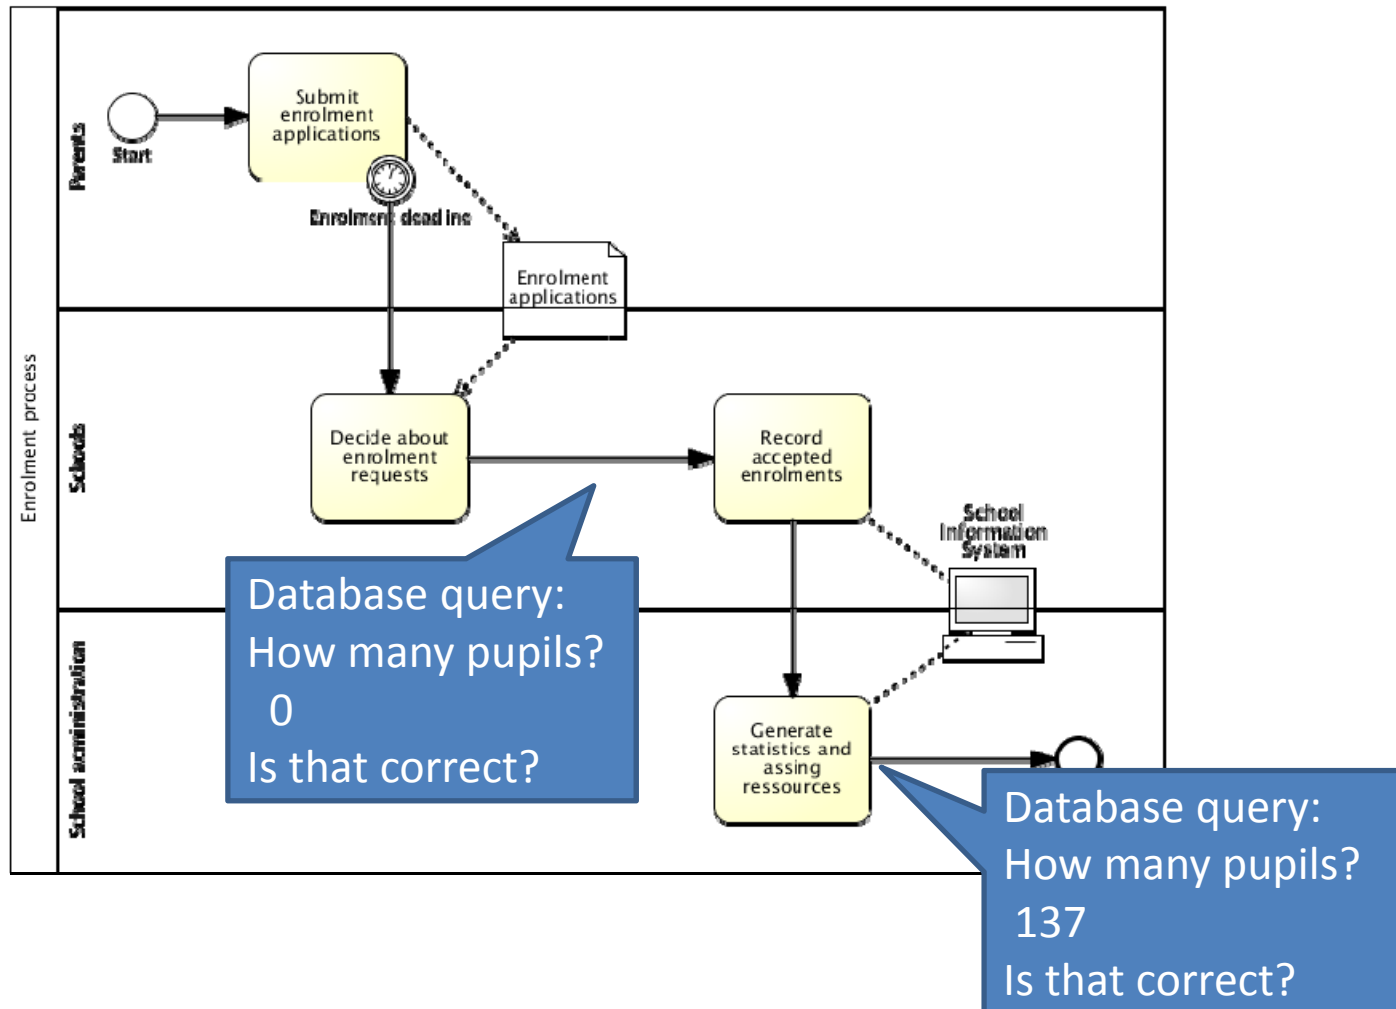 Enrolment process
Parents
Start
Submit
enrolment
applications
Enrolment deadline
Enrolment
applications
Schools
Decide about
enrolment
requests
Record
accepted
enrolments
School
Information
System
Database query:
How many pupils?
0
Is that correct?
School acministration
Generate
statistics and
assing
ressources
Database query:
How many pupils?
137
Is that correct?